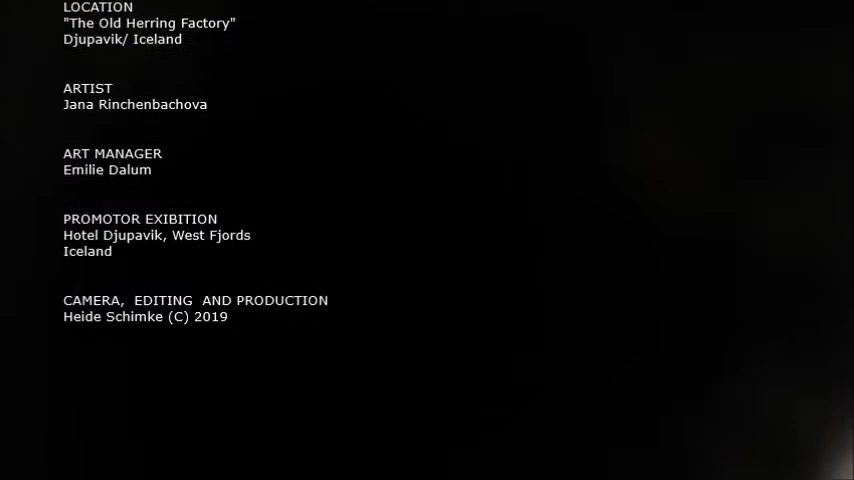 LOCATION
"The Old Herring Factory"
Djupavik/ Iceland
ARTIST
Jana Rinchenbachova
ART MANAGER
Emilie Dalum
PROMOTOR EXIBITION
Hotel Djupavik, West Fjords
Iceland
CAMERA, EDITING AND PRODUCTION
Heide Schimke (C) 2019